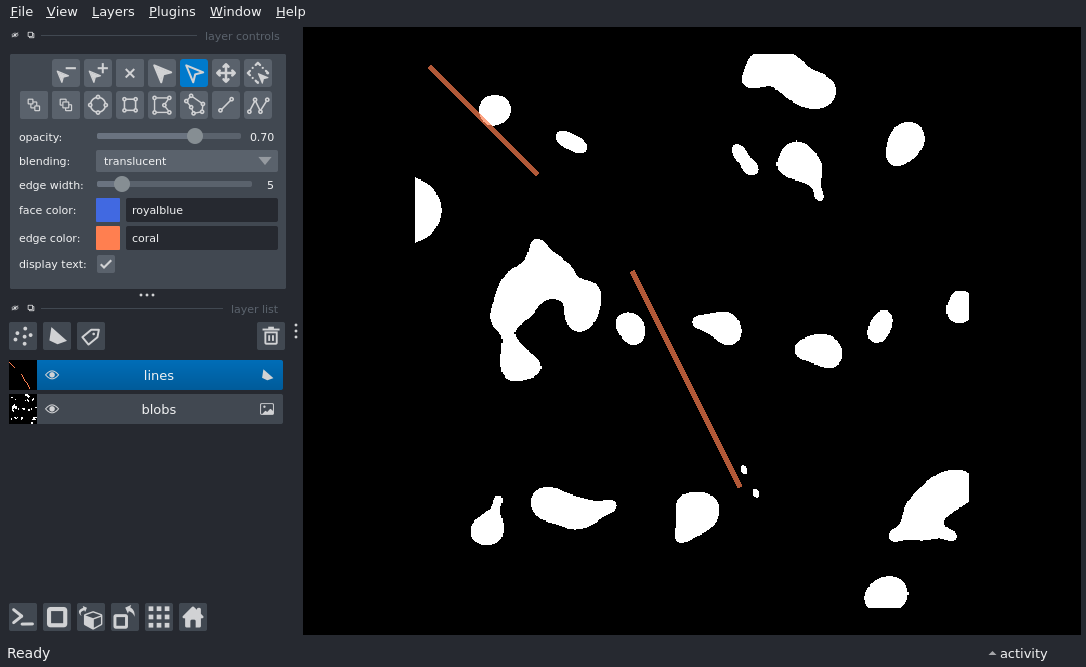 File View Layers Plugins Window Help
layer controls
opacity: 0.70
blending: translucent
edge width: 5
face color: royalblue
edge color: coral
display text:
layer list
lines
blobs
Ready
activity